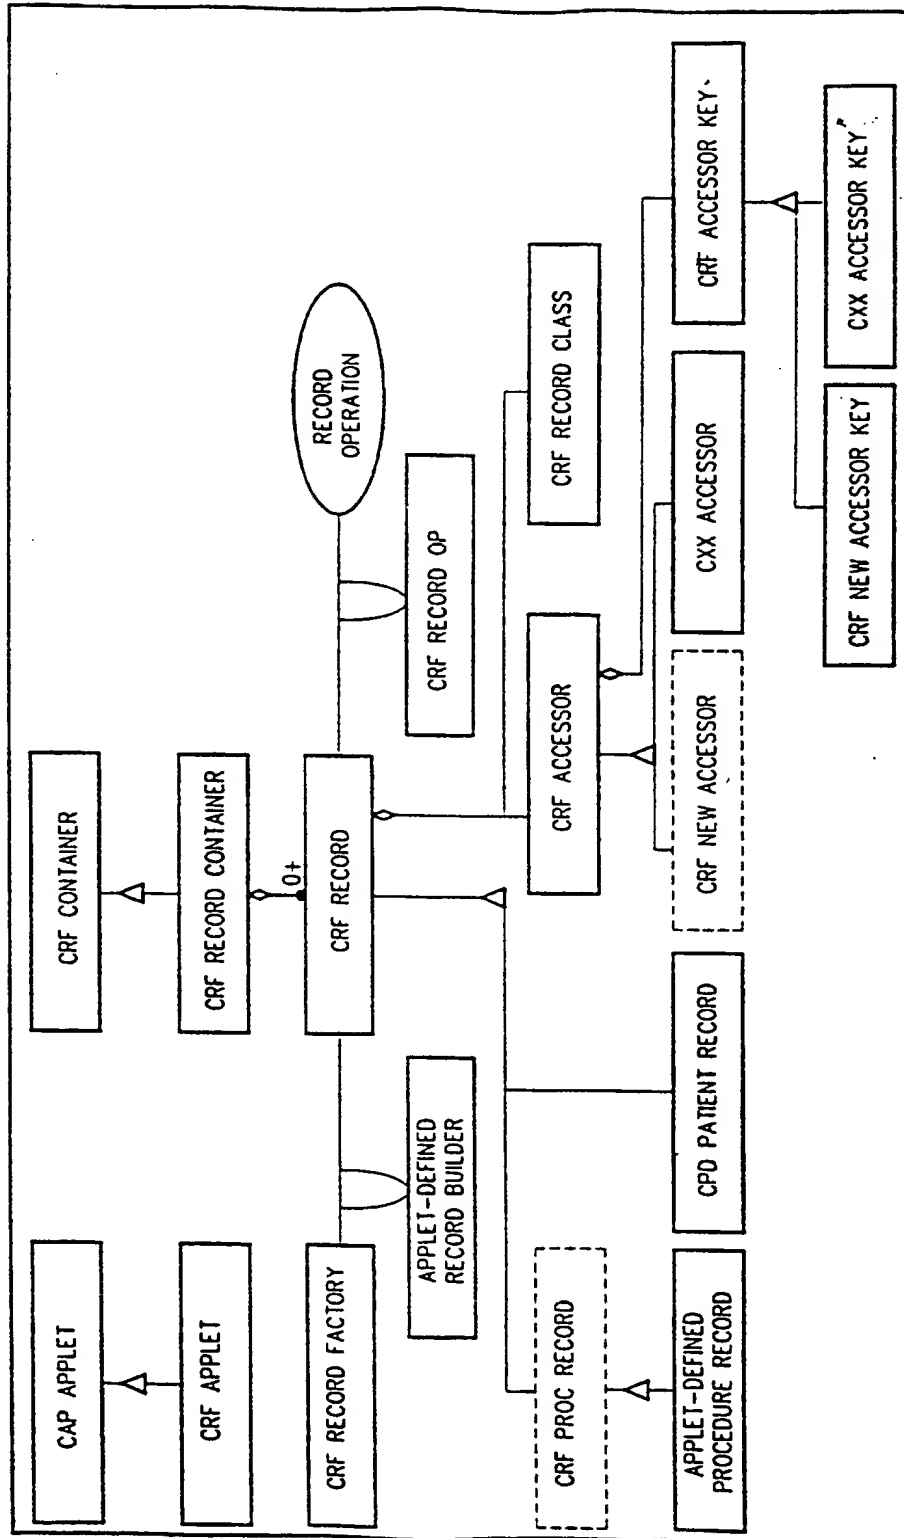 CAP APPLET
CRF CONTAINER
CRF APPLET
CRF RECORD CONTAINER
0+
CRF RECORD FACTORY
CRF RECORD
RECORD
OPERATION
APPLET-DEFINED
RECORD BUILDER
CRF RECORD OP
CRF PROC RECORD
CRF ACCESSOR
CRF RECORD CLASS
APPLET-DEFINED
PROCEDURE RECORD
CPD PATIENT RECORD
CRF NEW ACCESSOR
CXX ACCESSOR
CRF ACCESSOR KEY
CRF NEW ACCESSOR KEY
CXX ACCESSOR KEY